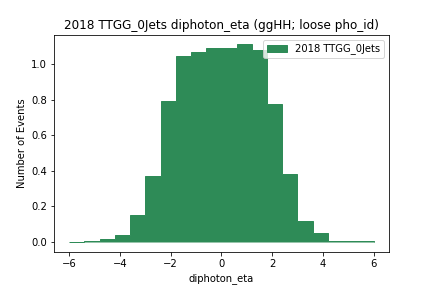 2018 TTGG_0Jets diphoton_eta (ggHH; loose pho_id)
2018 TTGG_0Jets
Number of Events
1.0
0.8
0.6
0.4
0.2
0.0
−6 −4 −2 0 2 4 6
diphoton_eta